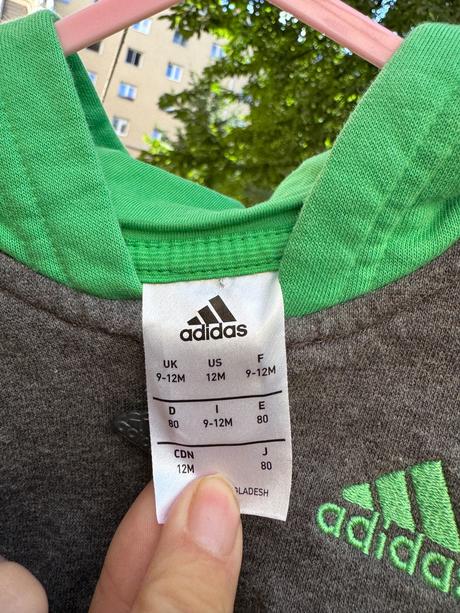 adidas
UK US F
9-12M 12M 9-12M
D I E
80 9-12M 80
CDN J
12M 80
adidas